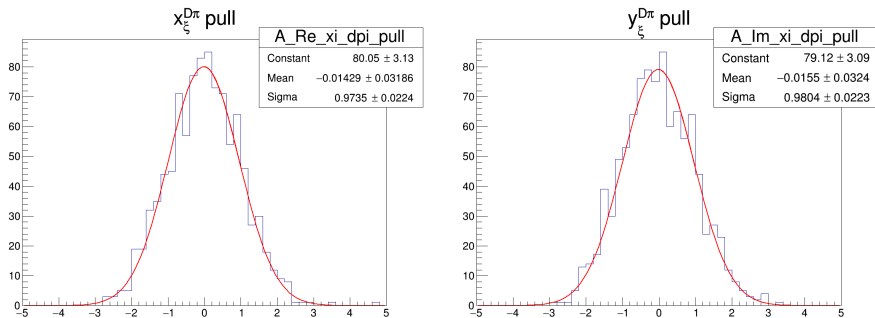 x_ξ^Dπ pull
A_Re_xi_dpi_pull
Constant 80.05 ± 3.13
Mean −0.01429 ± 0.03186
Sigma 0.9735 ± 0.0224
80
70
60
50
40
30
20
10
0
−5 −4 −3 −2 −1 0 1 2 3 4 5
y_ξ^Dπ pull
A_Im_xi_dpi_pull
Constant 79.12 ± 3.09
Mean −0.0155 ± 0.0324
Sigma 0.9804 ± 0.0223
80
70
60
50
40
30
20
10
0
−5 −4 −3 −2 −1 0 1 2 3 4 5